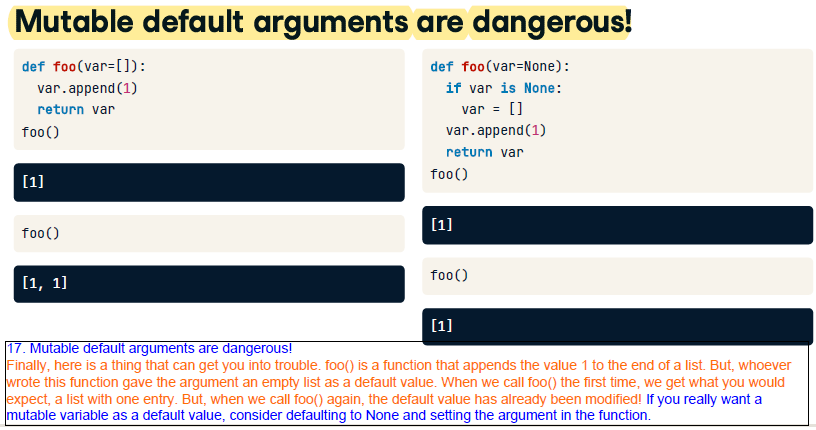 Mutable default arguments are dangerous!
def foo(var=[]):
  var.append(1)
  return var
foo()
[1]
foo()
[1, 1]
def foo(var=None):
  if var is None:
    var = []
  var.append(1)
  return var
foo()
[1]
foo()
[1]
17. Mutable default arguments are dangerous!
Finally, here is a thing that can get you into trouble. foo() is a function that appends the value 1 to the end of a list. But, whoever
wrote this function gave the argument an empty list as a default value. When we call foo() the first time, we get what you would
expect, a list with one entry. But, when we call foo() again, the default value has already been modified! If you really want a
mutable variable as a default value, consider defaulting to None and setting the argument in the function.